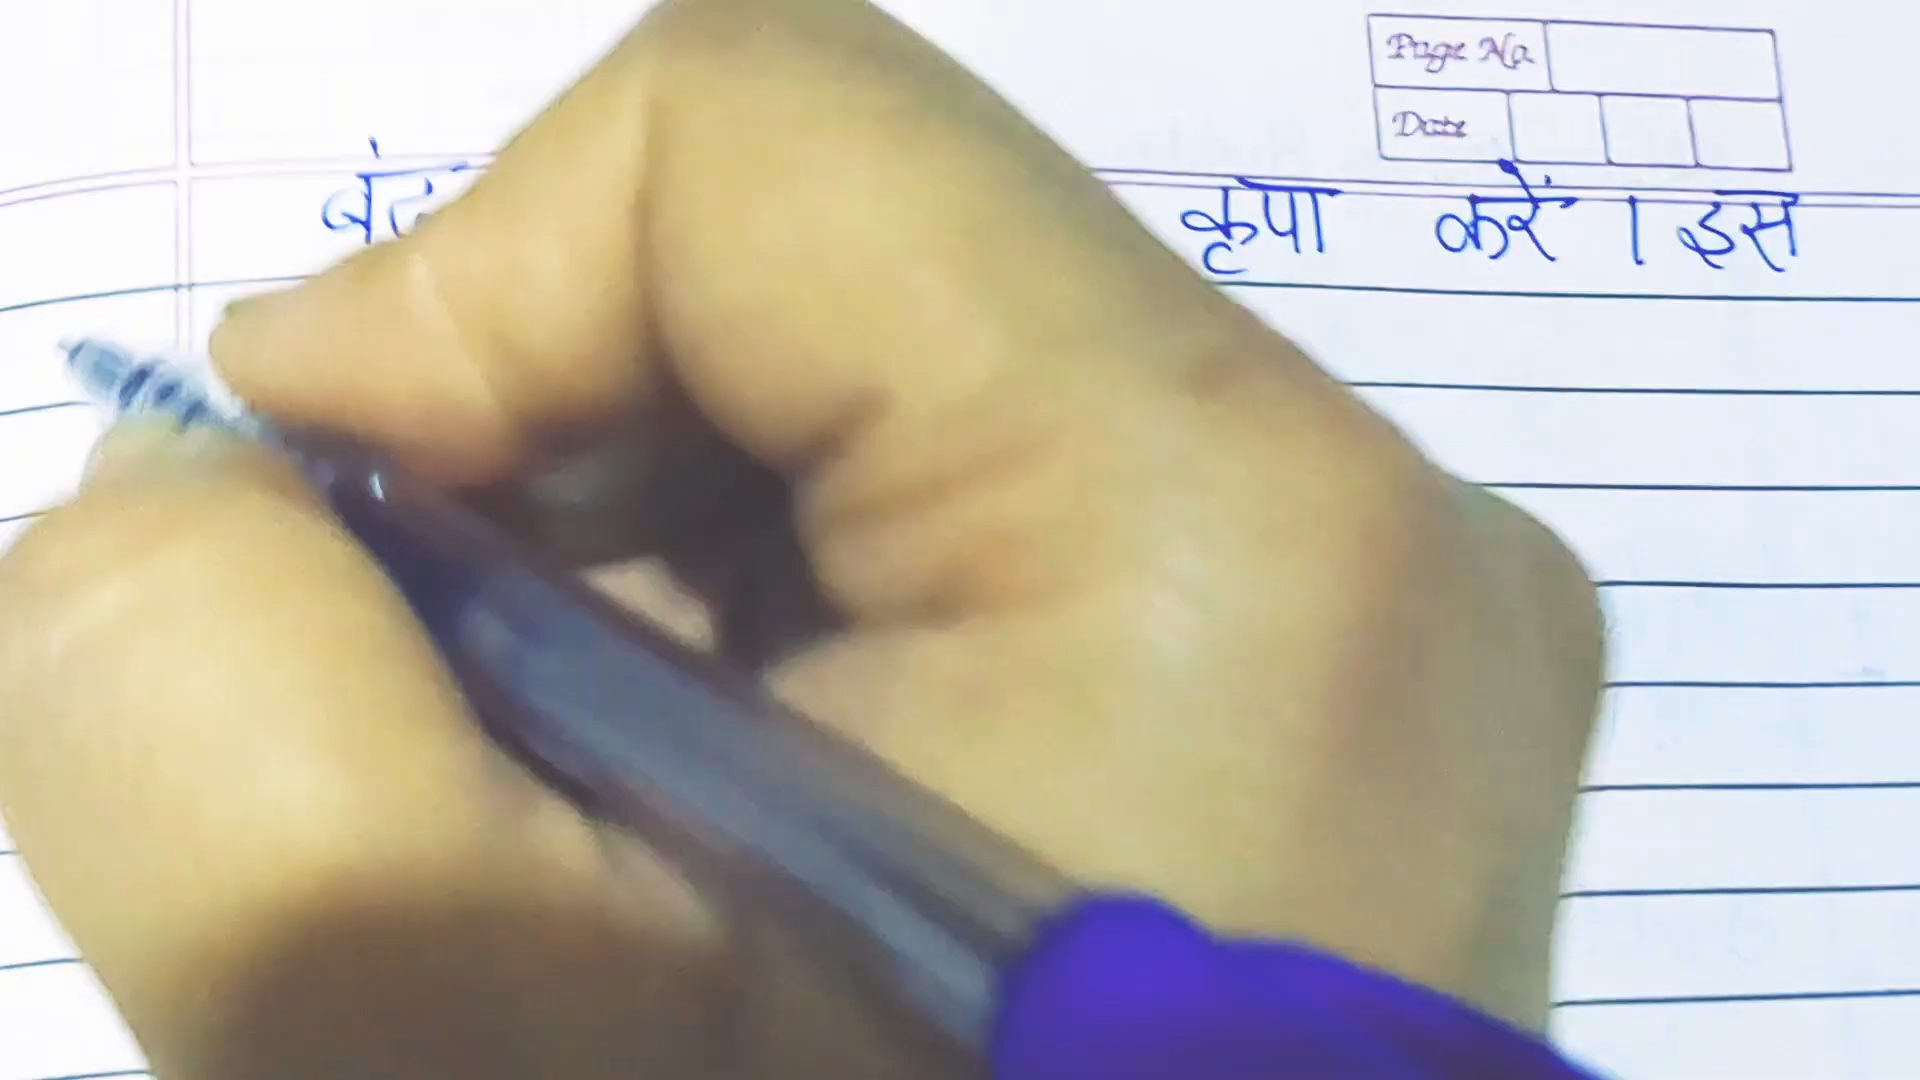 Page No.
Date
कृपा करें । इस